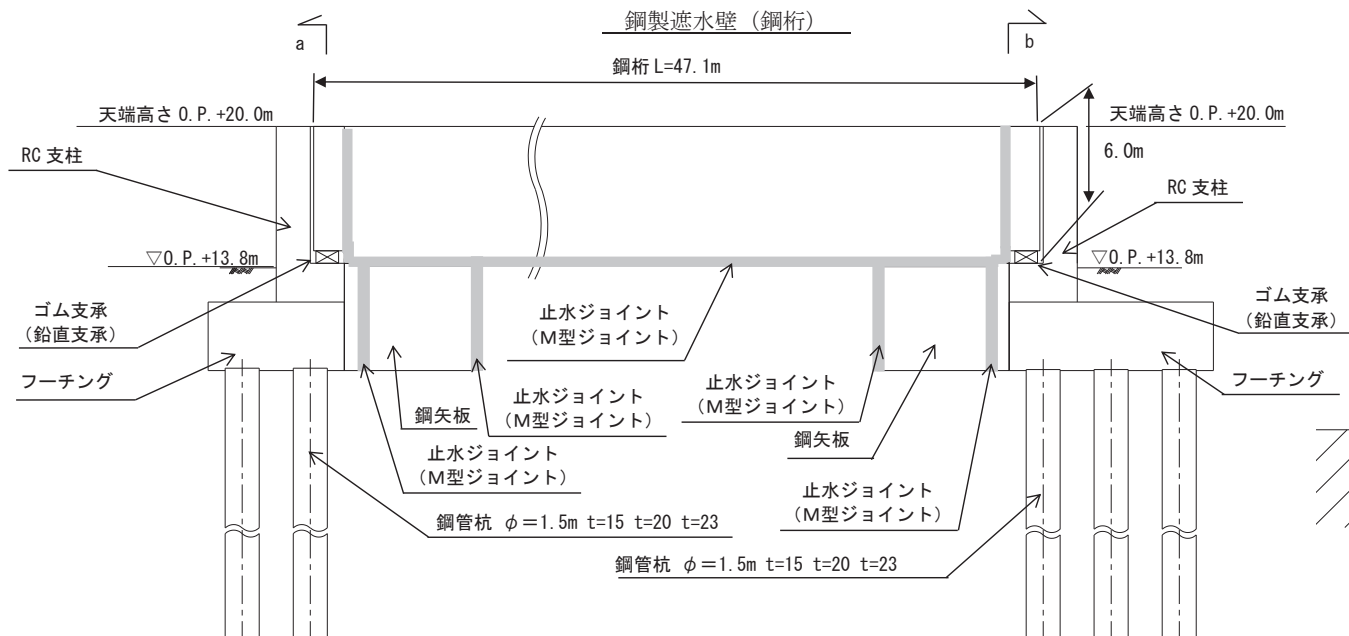 鋼製遮水壁（鋼桁）
a
b
鋼桁 L=47.1m
天端高さ O.P.+20.0m
天端高さ O.P.+20.0m
6.0m
RC 支柱
RC 支柱
▽O.P.+13.8m
▽O.P.+13.8m
ゴム支承
（鉛直支承）
止水ジョイント
（Ｍ型ジョイント）
ゴム支承
（鉛直支承）
フーチング
フーチング
止水ジョイント
（Ｍ型ジョイント）
止水ジョイント
（Ｍ型ジョイント）
鋼矢板
鋼矢板
止水ジョイント
（Ｍ型ジョイント）
止水ジョイント
（Ｍ型ジョイント）
鋼管杭 φ＝1.5m t=15 t=20 t=23
鋼管杭 φ＝1.5m t=15 t=20 t=23